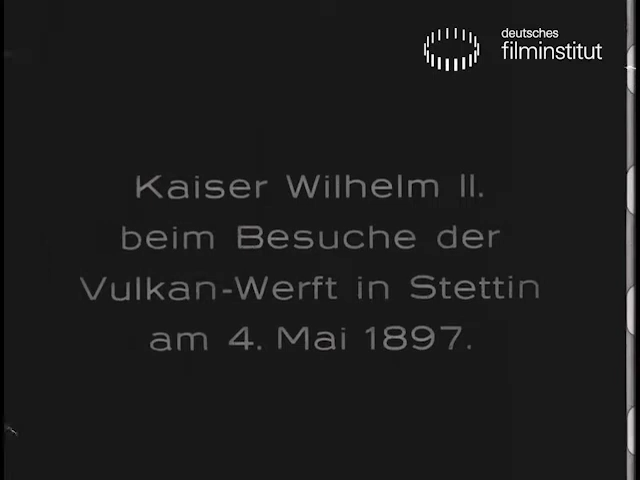 deutsches
filminstitut
Kaiser Wilhelm II.
beim Besuche der
Vulkan-Werft in Stettin
am 4. Mai 1897.